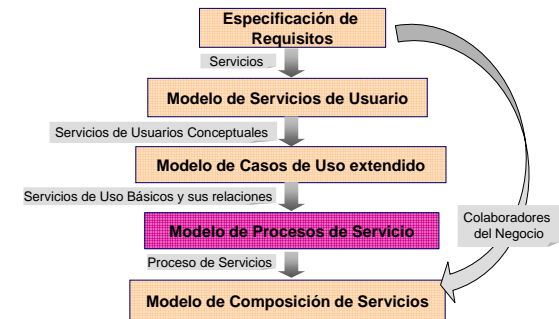 Especificación de
Requisitos
Servicios
Modelo de Servicios de Usuario
Servicios de Usuarios Conceptuales
Modelo de Casos de Uso extendido
Servicios de Uso Básicos y sus relaciones
Modelo de Procesos de Servicio
Colaboradores
del Negocio
Proceso de Servicios
Modelo de Composición de Servicios